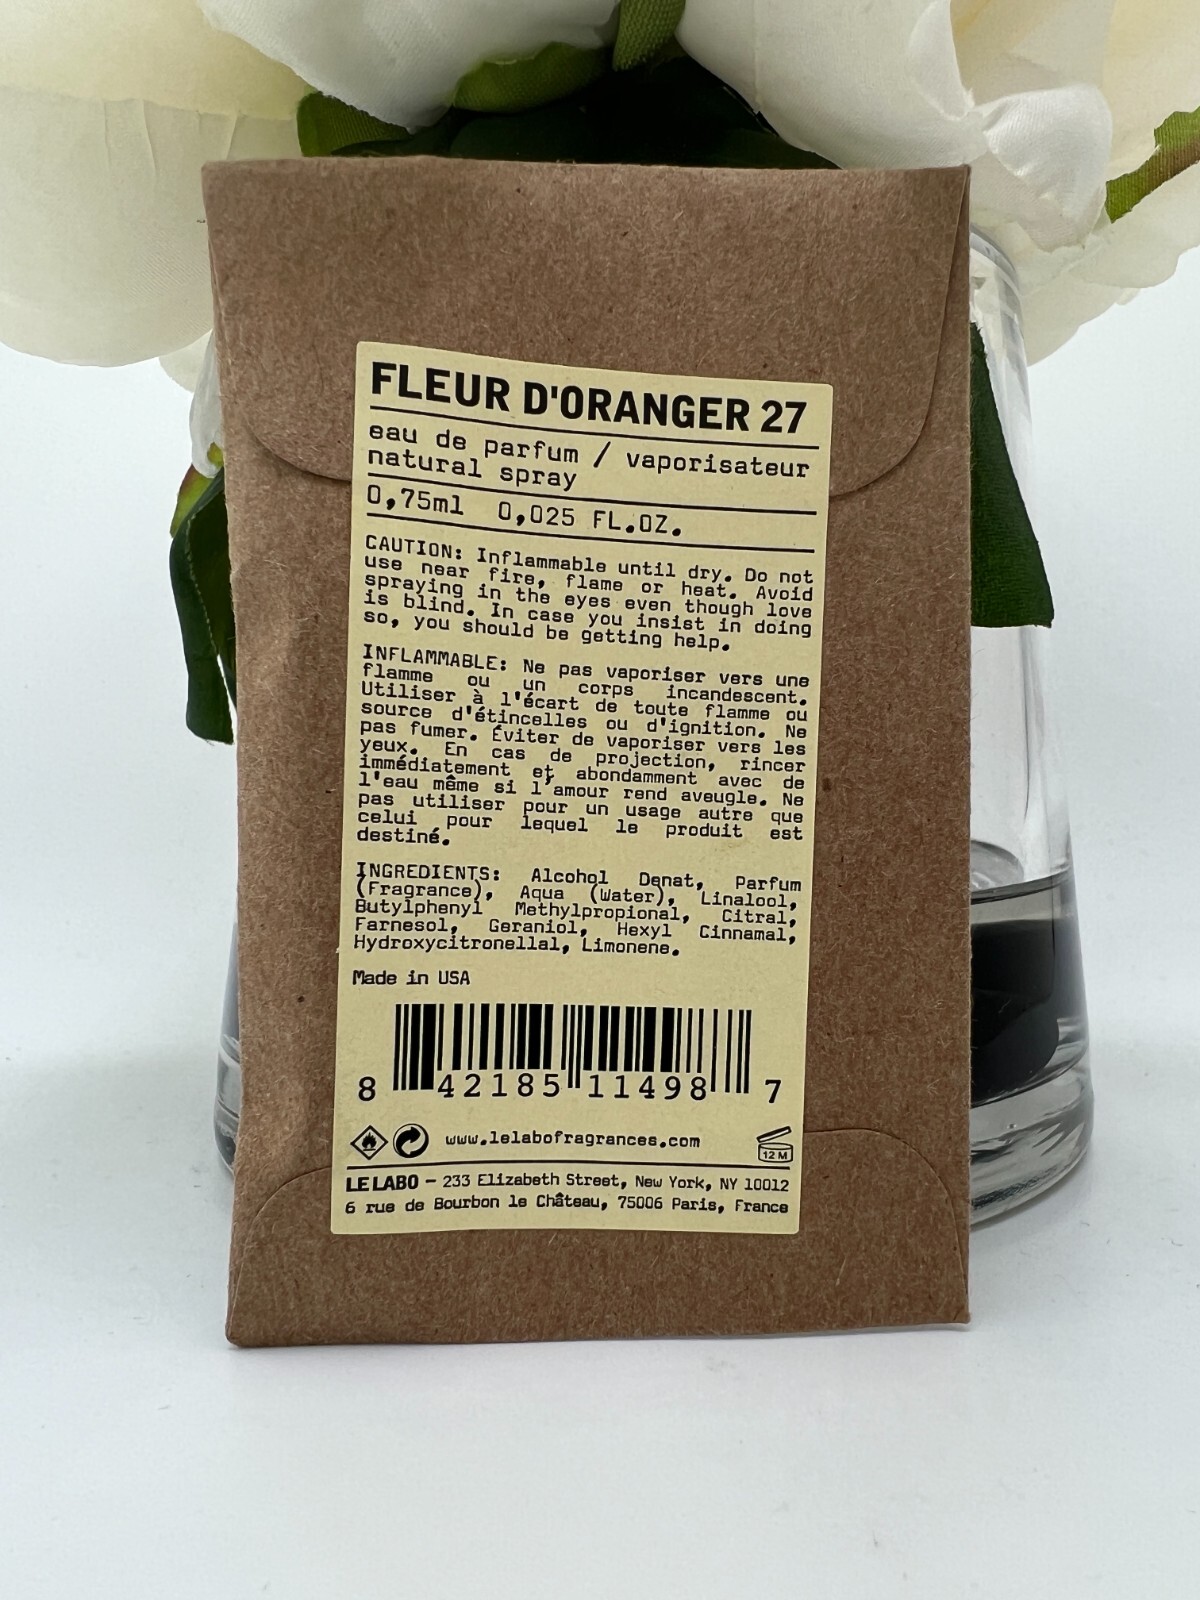 FLEUR D'ORANGER 27
eau de parfum / vaporisateur
natural spray
0,75ml 0,025 FL.OZ.
CAUTION: Inflammable until dry. Do not
use near fire, flame or heat. Avoid
spraying in the eyes even though love
is blind. In case you insist in doing
so, you should be getting help.
INFLAMMABLE: Ne pas vaporiser vers une
flamme ou un corps incandescent.
Utiliser à l'écart de toute flamme ou
source d'étincelles ou d'ignition. Ne
pas fumer. Éviter de vaporiser vers les
yeux. En cas de projection, rincer
immédiatement et abondamment avec de
l'eau même si l'amour rend aveugle. Ne
pas utiliser pour un usage autre que
celui pour lequel le produit est
destiné.
INGREDIENTS: Alcohol Denat, Parfum
(Fragrance), Aqua (Water), Linalool,
Butylphenyl Methylpropional, Citral,
Farnesol, Geraniol, Hexyl Cinnamal,
Hydroxycitronellal, Limonene.
Made in USA
8 42185 11498 7
www.lelabofragrances.com
12 M
LE LABO – 233 Elizabeth Street, New York, NY 10012
6 rue de Bourbon le Château, 75006 Paris, France